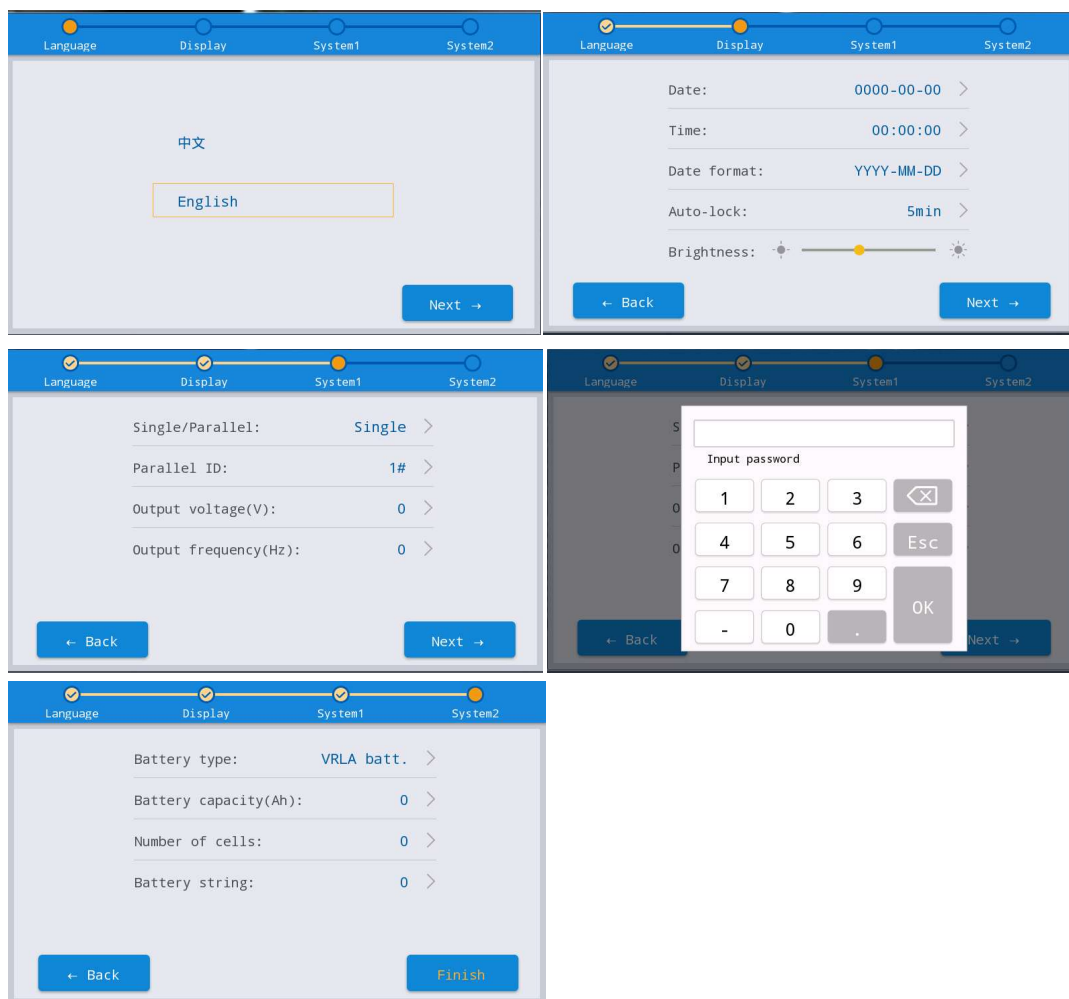 Language Display System1 System2
中文
English
Next →
Language Display System1 System2
Date: 0000-00-00
Time: 00:00:00
Date format: YYYY-MM-DD
Auto-lock: 5min
Brightness:
← Back Next →
Language Display System1 System2
Single/Parallel: Single
Parallel ID: 1#
Output voltage(V): 0
Output frequency(Hz): 0
← Back Next →
Language Display System1 System2
S
Input password
P
1 2 3
O
4 5 6 Esc
O
7 8 9
OK
- 0 .
← Back Next →
Language Display System1 System2
Battery type: VRLA batt.
Battery capacity(Ah): 0
Number of cells: 0
Battery string: 0
← Back Finish